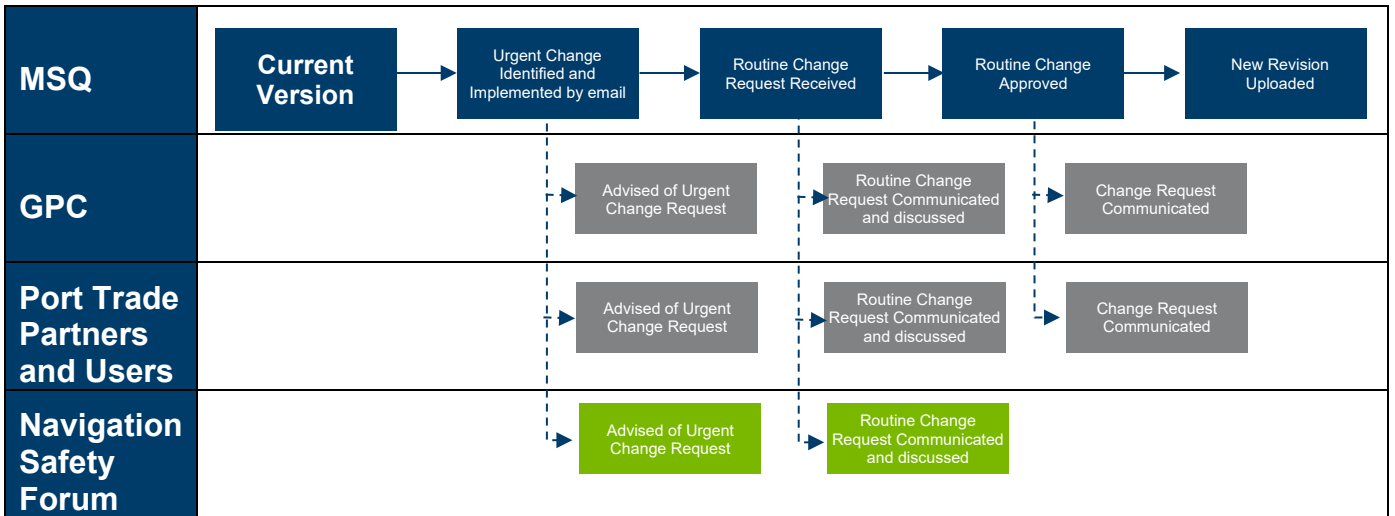 MSQ
Current
Version
Urgent Change
Identified and
Implemented by email
Routine Change
Request Received
Routine Change
Approved
New Revision
Uploaded
GPC
Advised of Urgent
Change Request
Routine Change
Request Communicated
and discussed
Change Request
Communicated
Port Trade
Partners
and Users
Advised of Urgent
Change Request
Routine Change
Request Communicated
and discussed
Change Request
Communicated
Navigation
Safety
Forum
Advised of Urgent
Change Request
Routine Change
Request Communicated
and discussed